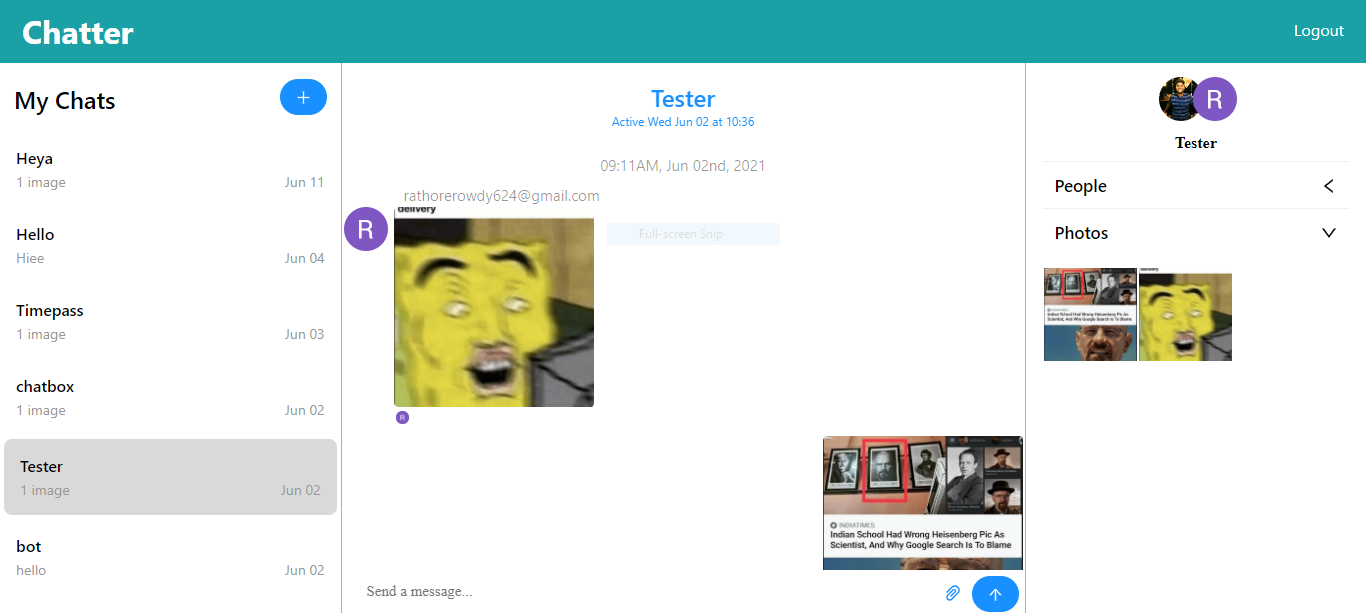 Chatter
Logout
My Chats
+
Heya
1 image
Jun 11
Hello
Hiee
Jun 04
Timepass
1 image
Jun 03
chatbox
1 image
Jun 02
Tester
1 image
Jun 02
bot
hello
Jun 02
Tester
Active Wed Jun 02 at 10:36
09:11AM, Jun 02nd, 2021
rathorerowdy624@gmail.com
delivery
R
Full-screen Snip
R
INDIATIMES
Indian School Had Wrong Heisenberg Pic As
Scientist, And Why Google Search Is To Blame
Send a message...
R
Tester
People
Photos
delivery
INDIATIMES
Indian School Had Wrong Heisenberg Pic As
Scientist, And Why Google Search Is To Blame